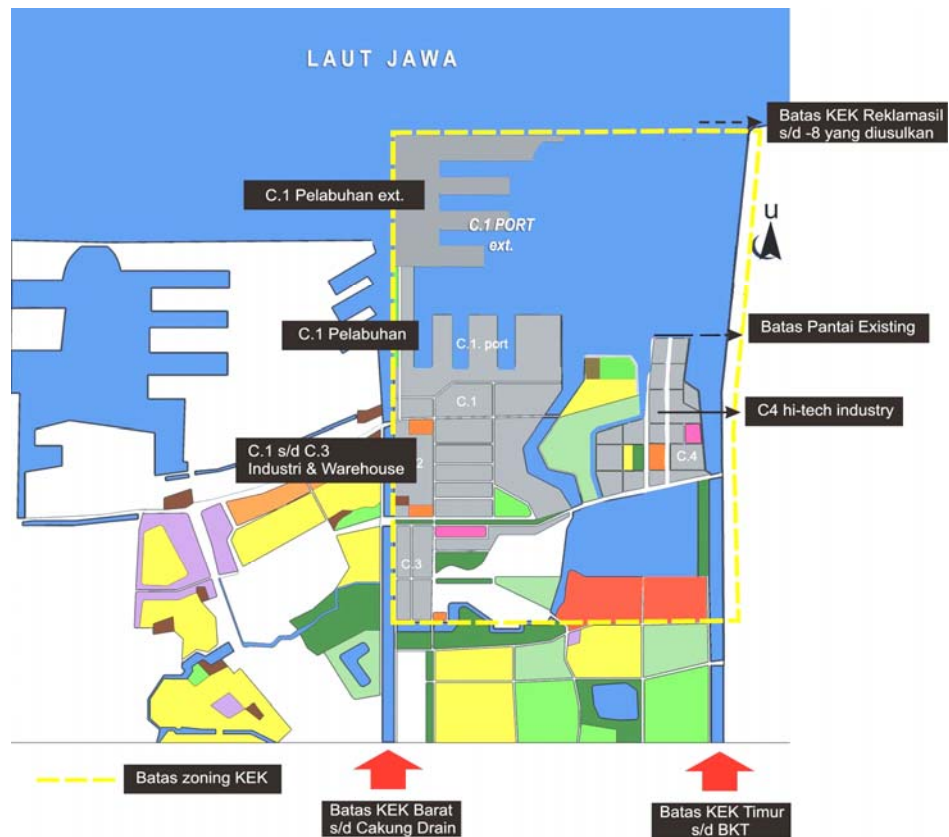 LAUT JAWA
Batas KEK Reklamasil
s/d -8 yang diusulkan
C.1 Pelabuhan ext.
C.1 PORT
ext.
u
C.1 Pelabuhan
C.1. port
Batas Pantai Existing
C.1
C4 hi-tech industry
C.1 s/d C.3
Industri & Warehouse
2
C.4
C.3
Batas zoning KEK
Batas KEK Barat
s/d Cakung Drain
Batas KEK Timur
s/d BKT